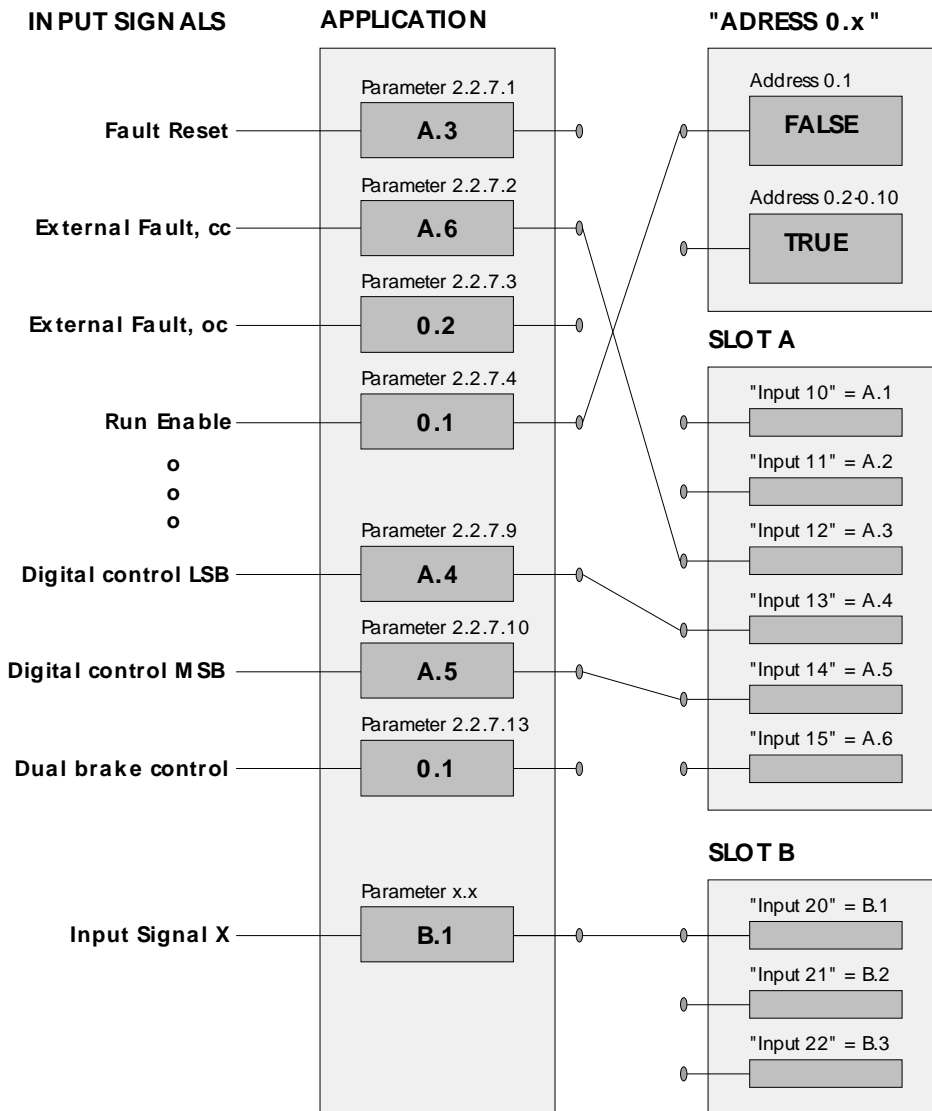 INPUT SIGNALS
APPLICATION
"ADRESS 0.x"
Parameter 2.2.7.1
Fault Reset
A.3
Parameter 2.2.7.2
External Fault, cc
A.6
Parameter 2.2.7.3
External Fault, oc
0.2
Parameter 2.2.7.4
Run Enable
0.1
o
o
o
Parameter 2.2.7.9
Digital control LSB
A.4
Parameter 2.2.7.10
Digital control MSB
A.5
Parameter 2.2.7.13
Dual brake control
0.1
Parameter x.x
Input Signal X
B.1
Address 0.1
FALSE
Address 0.2-0.10
TRUE
SLOT A
"Input 10" = A.1
"Input 11" = A.2
"Input 12" = A.3
"Input 13" = A.4
"Input 14" = A.5
"Input 15" = A.6
SLOT B
"Input 20" = B.1
"Input 21" = B.2
"Input 22" = B.3